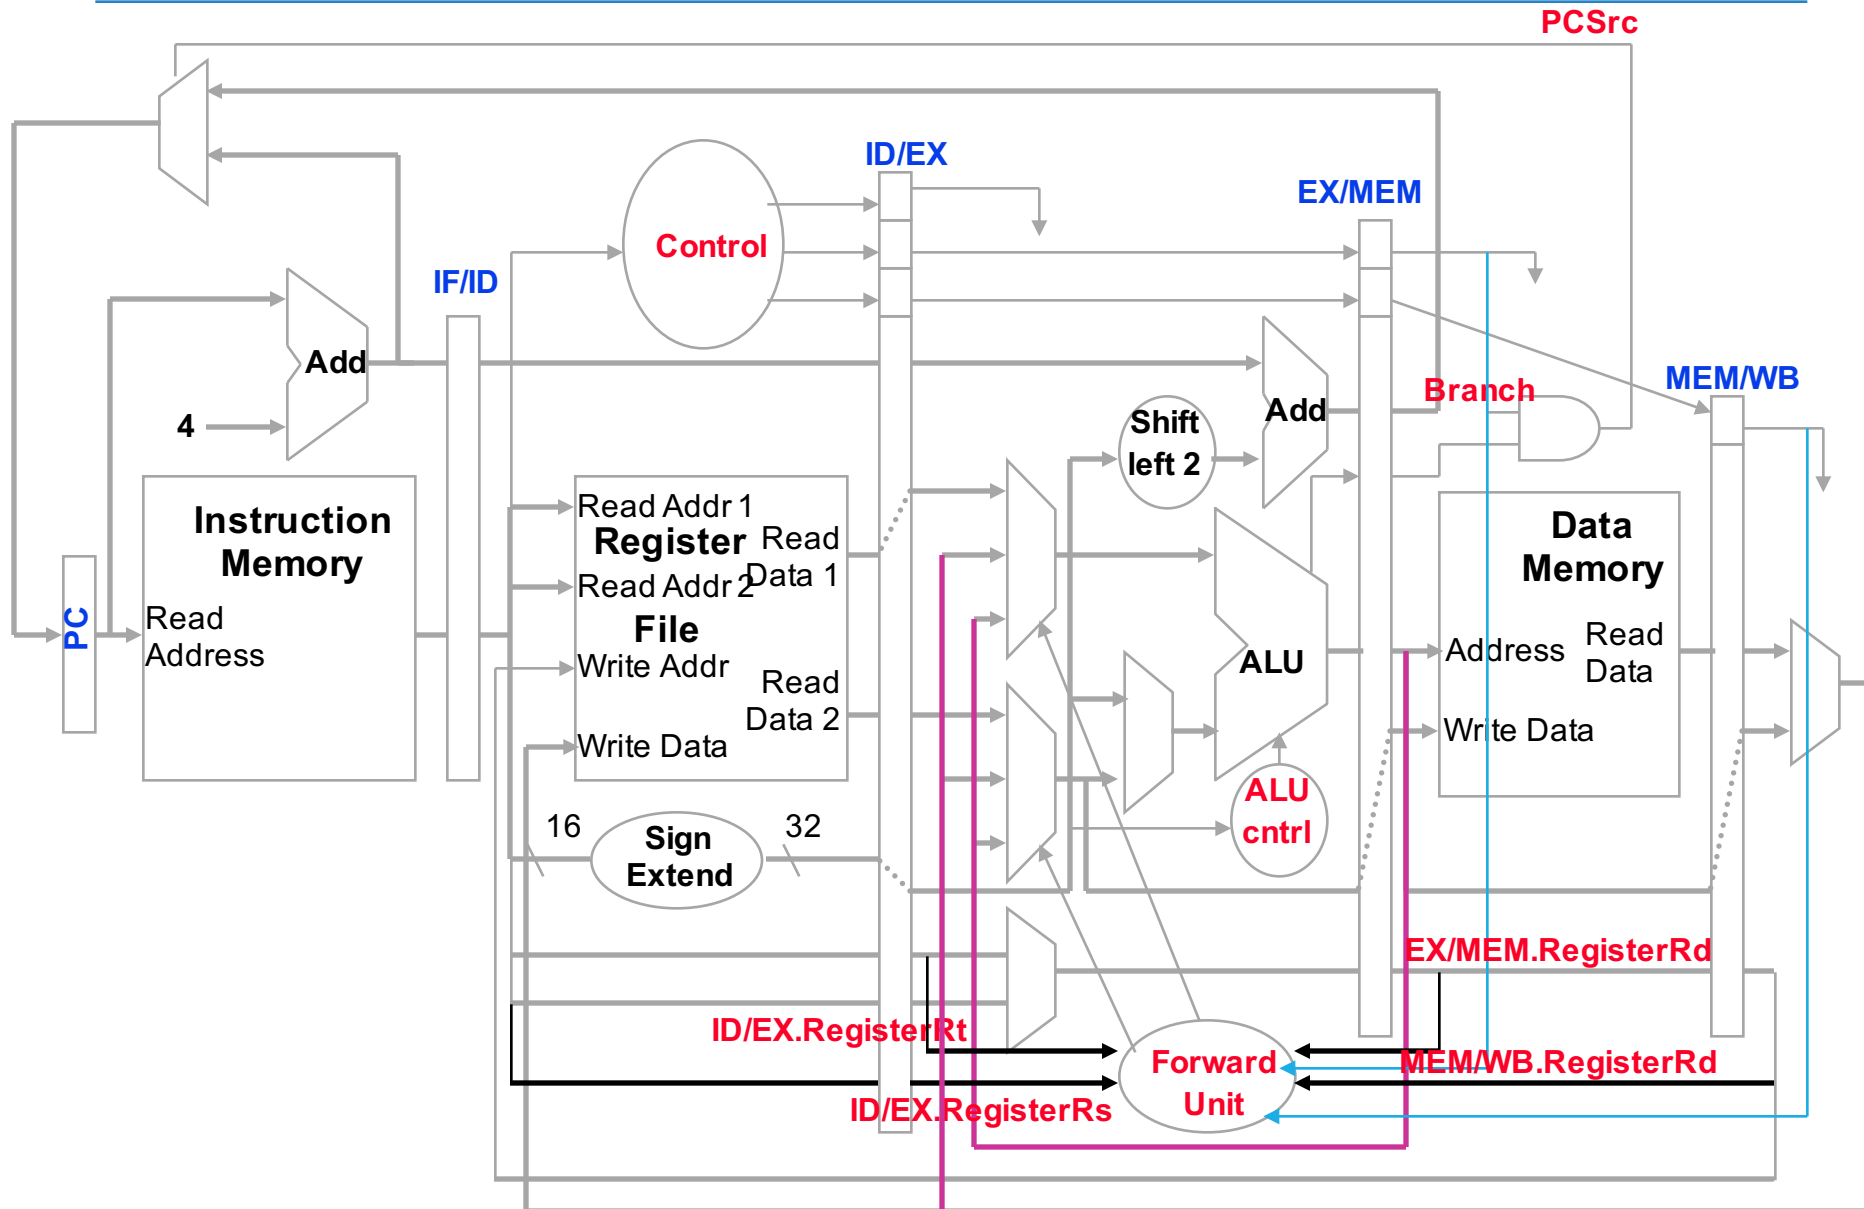 PCSrc
ID/EX
EX/MEM
Control
IF/ID
Add
MEM/WB
Branch
4
Shift
left 2
Add
Instruction
Memory
Read
Address
PC
Read Addr 1
Register
Read
Data 1
Read Addr 2
File
Write Addr
Read
Data 2
Write Data
ALU
Data
Memory
Address
Read
Data
Write Data
ALU
cntrl
16
Sign
Extend
32
EX/MEM.RegisterRd
ID/EX.RegisterRt
Forward
Unit
MEM/WB.RegisterRd
ID/EX.RegisterRs